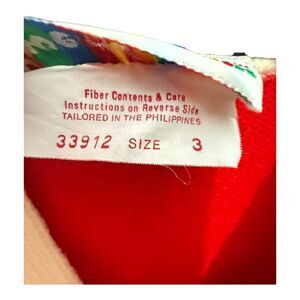 Fiber Contents & Care
Instructions on Reverse Side
TAILORED IN THE PHILIPPINES
33912 SIZE 3